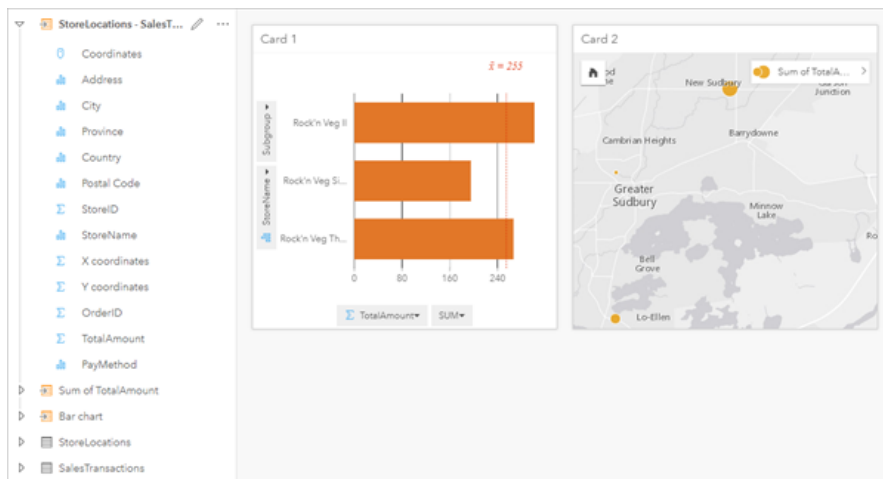 StoreLocations - SalesT... ...
Coordinates
Address
City
Province
Country
Postal Code
StoreID
StoreName
X coordinates
Y coordinates
OrderID
TotalAmount
PayMethod
Sum of TotalAmount
Bar chart
StoreLocations
SalesTransactions
Card 1
x̄ = 255
Subgroup
StoreName
Rock'n Veg II
Rock'n Veg Si...
Rock'n Veg Th...
0 80 160 240
Σ TotalAmount SUM
Card 2
Sum of TotalA...
New Sudbury
Junction
Cambrian Heights
Barrydowne
Greater
Sudbury
Minnow
Lake
Ro
Bell
Grove
Lo-Ellen